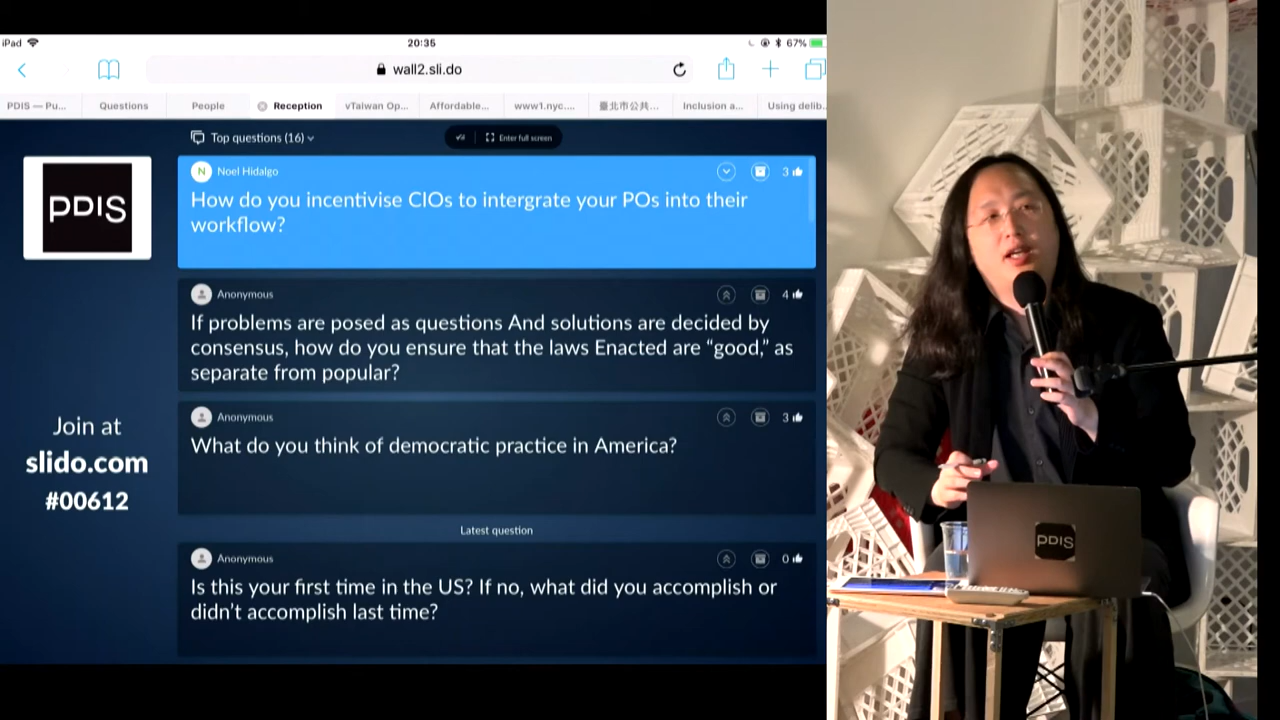 iPad
20:35
67%
wall2.sli.do
PDIS — Pu...
Questions
People
Reception
vTaiwan Op...
Affordable...
www1.nyc....
臺北市公共...
Inclusion a...
Using delib...
Top questions (16)
Enter full screen
PDIS
Join at
slido.com
#00612
N Noel Hidalgo
3
How do you incentivise CIOs to intergrate your POs into their
workflow?
Anonymous
4
If problems are posed as questions And solutions are decided by
consensus, how do you ensure that the laws Enacted are “good,” as
separate from popular?
Anonymous
3
What do you think of democratic practice in America?
Latest question
Anonymous
0
Is this your first time in the US? If no, what did you accomplish or
didn’t accomplish last time?
PDIS